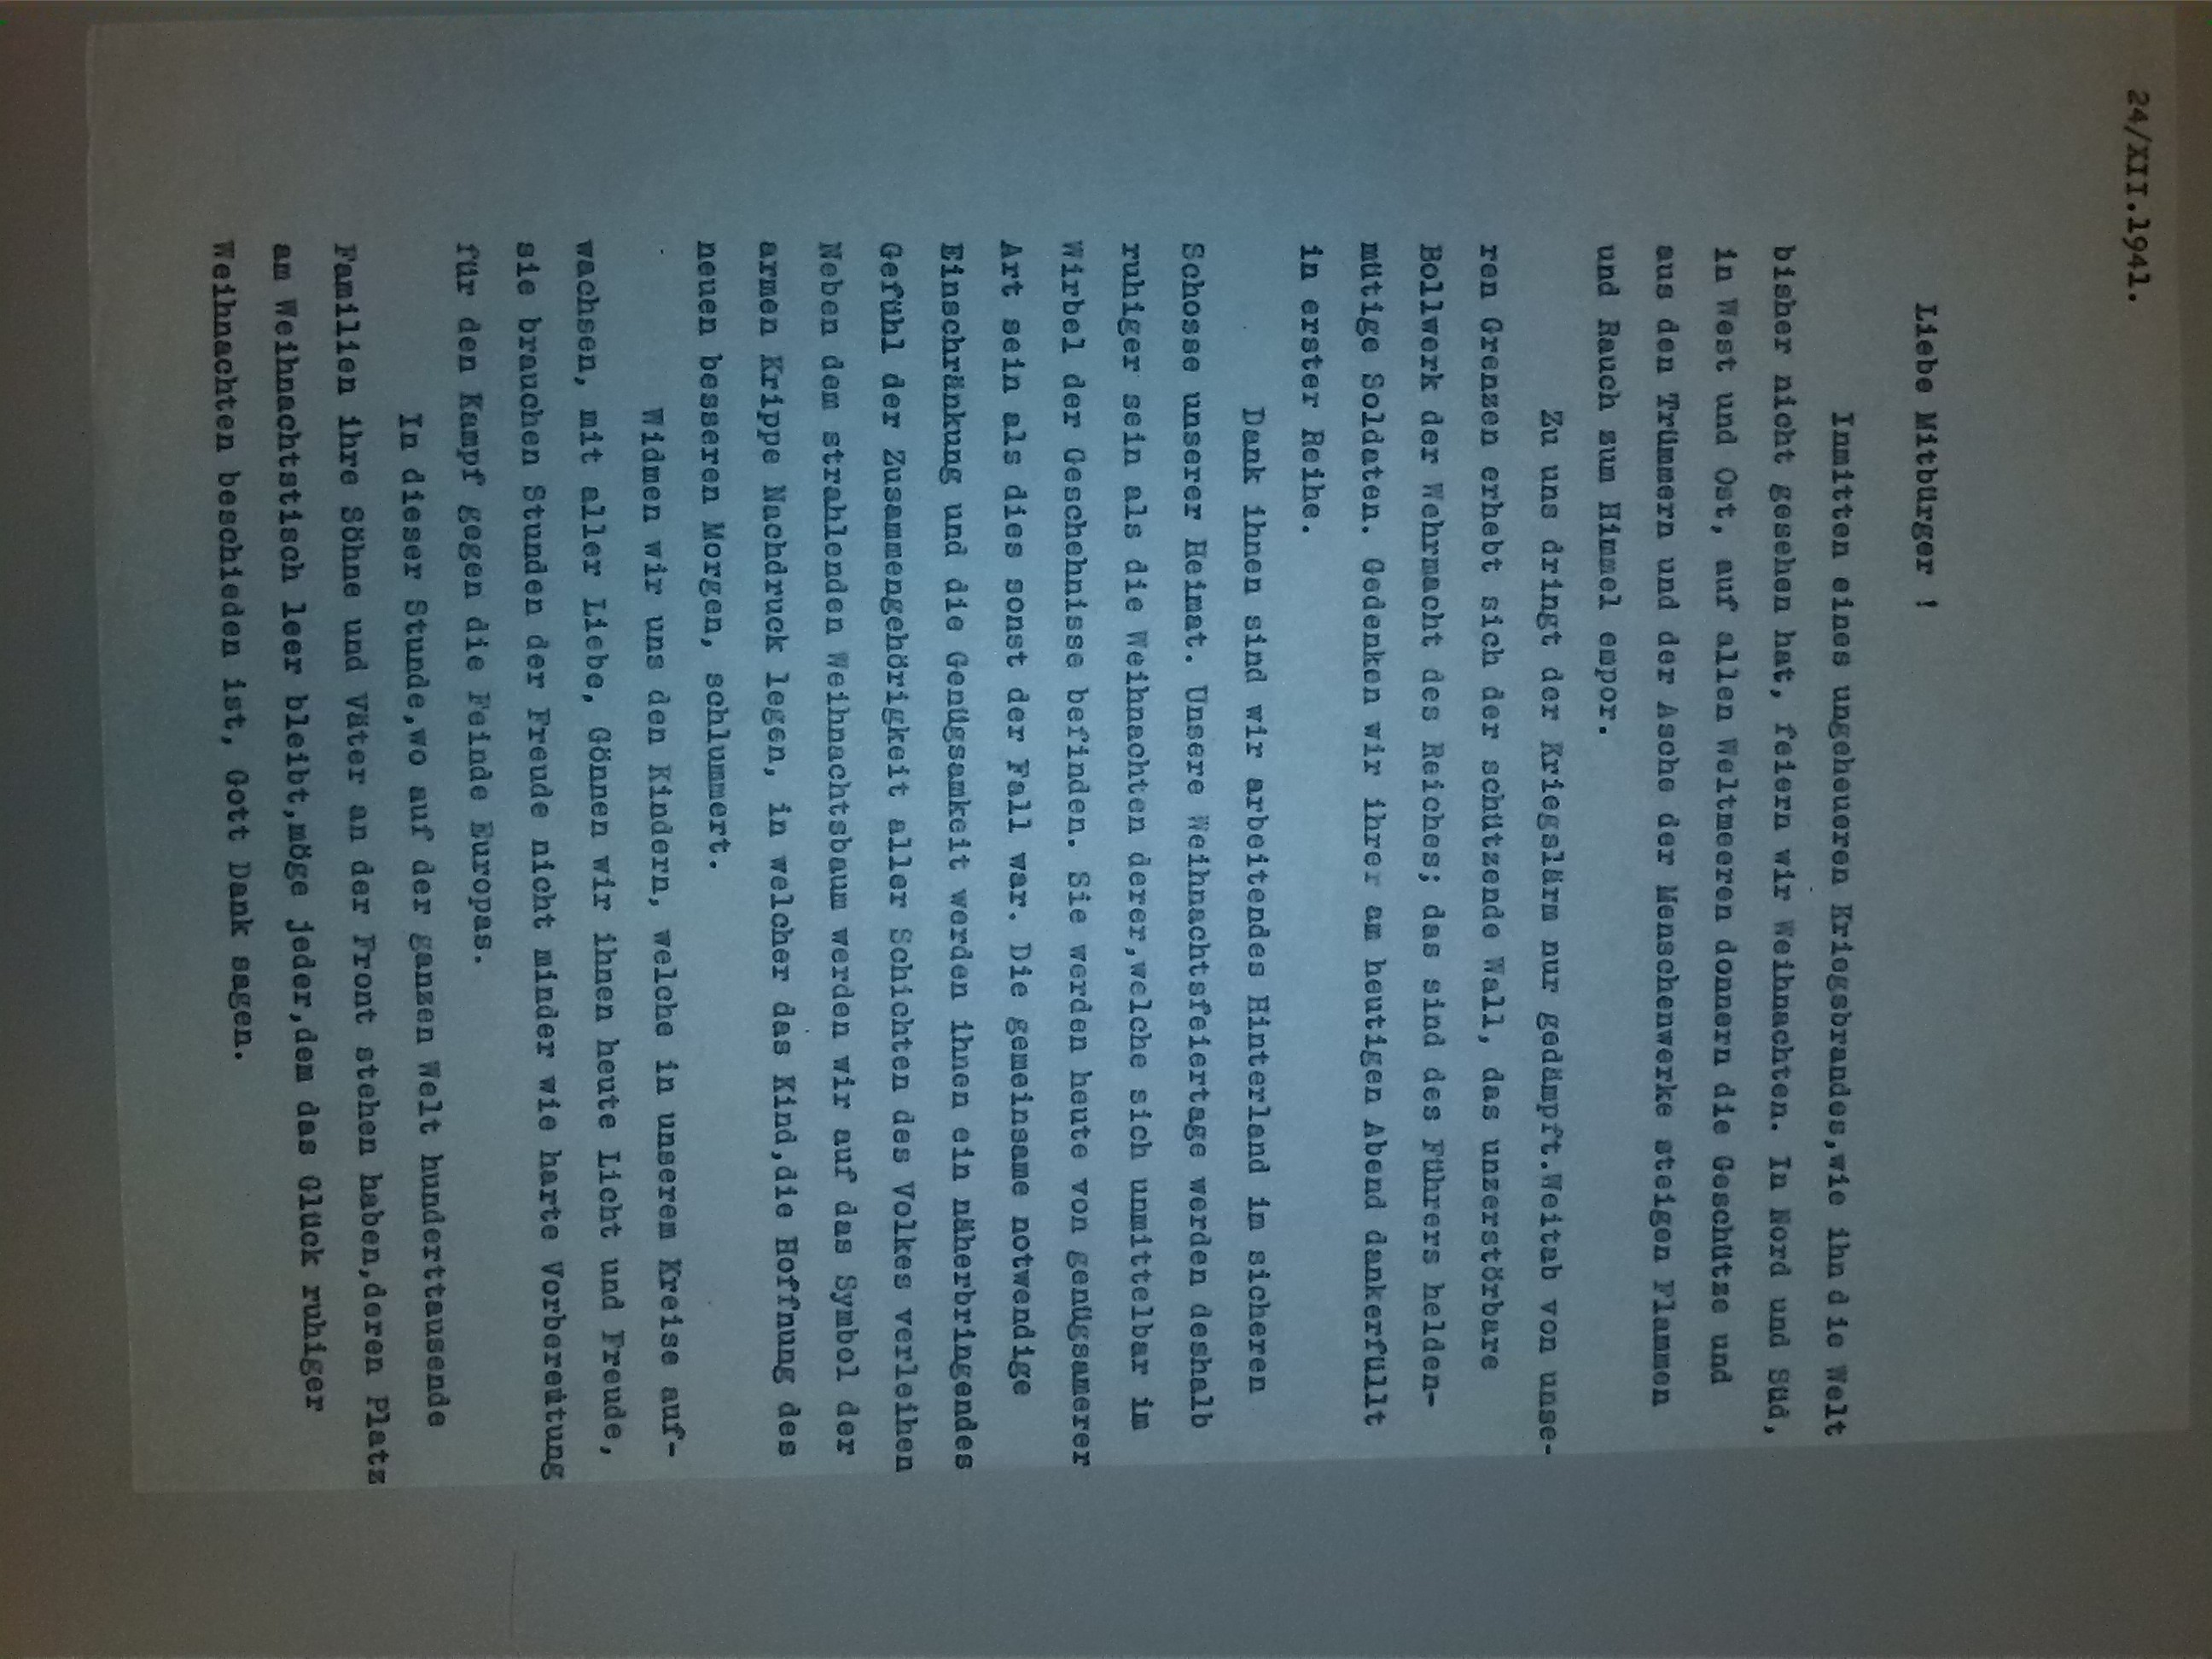 24/XII.1941.
Liebe Mitbürger !
Inmitten eines ungeheueren Kriegsbrandes,wie ihn d ie Welt
bisher nicht gesehen hat, feiern wir Weihnachten. In Nord und Süd,
in West und Ost, auf allen Weltmeeren donnern die Geschütze und
aus den Trümmern und der Asche der Menschenwerke steigen Flammen
und Rauch zum Himmel empor.
Zu uns dringt der Kriegslärm nur gedämpft.Weitab von unse-
ren Grenzen erhebt sich der schützende Wall, das unzerstörbare
Bollwerk der Wehrmacht des Reiches; das sind des Führers helden-
mütige Soldaten. Gedenken wir ihrer am heutigen Abend dankerfüllt
in erster Reihe.
Dank ihnen sind wir arbeitendes Hinterland im sicheren
Schosse unserer Heimat. Unsere Weihnachtsfeiertage werden deshalb
ruhiger sein als die Weihnachten derer,welche sich unmittelbar im
Wirbel der Geschehnisse befinden. Sie werden heute von genügsamerer
Art sein als dies sonst der Fall war. Die gemeinsame notwendige
Einschränkung und die Genügsamkeit werden ihnen ein näherbringendes
Gefühl der Zusammengehörigkeit aller Schichten des Volkes verleihen
Neben dem strahlenden Weihnachtsbaum werden wir auf das Symbol der
armen Krippe Nachdruck legen, in welcher das Kind,die Hoffnung des
neuen besseren Morgen, schlummert.
Widmen wir uns den Kindern, welche in unserem Kreise auf-
wachsen, mit aller Liebe, Gönnen wir ihnen heute Licht und Freude,
sie brauchen Stunden der Freude nicht minder wie harte Vorbereitung
für den Kampf gegen die Feinde Europas.
In dieser Stunde,wo auf der ganzen Welt hunderttausende
Familien ihre Söhne und Väter an der Front stehen haben,deren Platz
am Weihnachtstisch leer bleibt,möge jeder,dem das Glück ruhiger
Weihnachten beschieden ist, Gott Dank sagen.